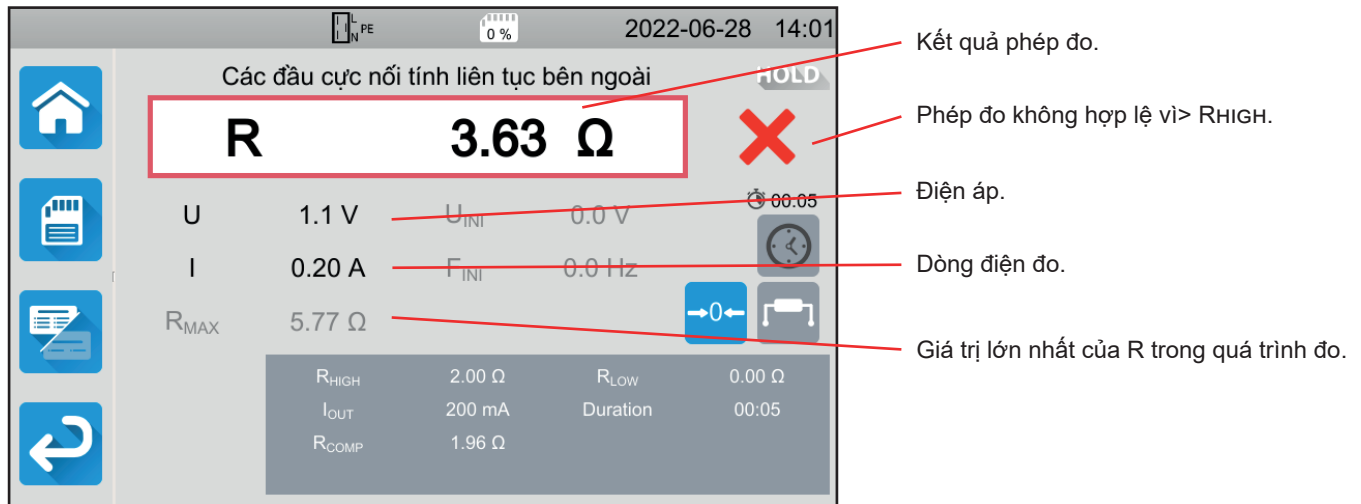 L
N PE
0 %
2022-06-28 14:01
Các đầu cực nối tính liên tục bên ngoài
HOLD
R 3.63 Ω
U 1.1 V UINI 0.0 V
00:05
I 0.20 A FINI 0.0 Hz
RMAX 5.77 Ω
→0←
RHIGH 2.00 Ω RLOW 0.00 Ω
IOUT 200 mA Duration 00:05
RCOMP 1.96 Ω
Kết quả phép đo.
Phép đo không hợp lệ vì> RHIGH.
Điện áp.
Dòng điện đo.
Giá trị lớn nhất của R trong quá trình đo.